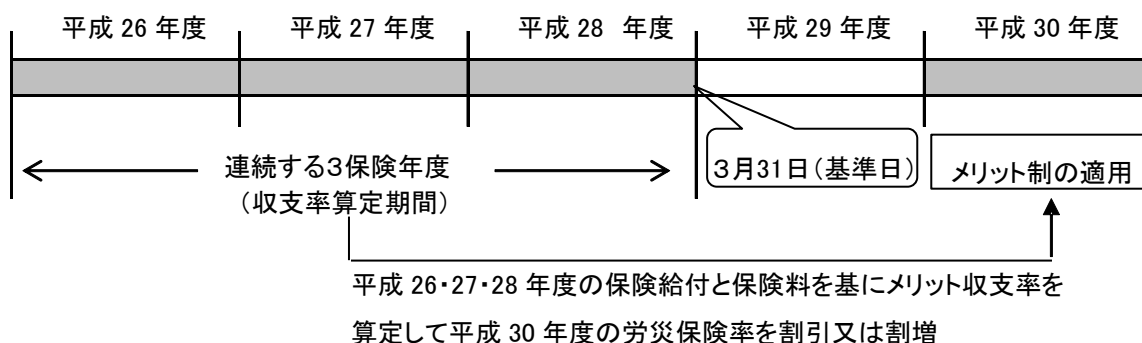 平成 26 年度 平成 27 年度 平成 28 年度 平成 29 年度 平成 30 年度
3月31日(基準日)
メリット制の適用
連続する3保険年度
(収支率算定期間)
平成 26・27・28 年度の保険給付と保険料を基にメリット収支率を
算定して平成 30 年度の労災保険率を割引又は割増